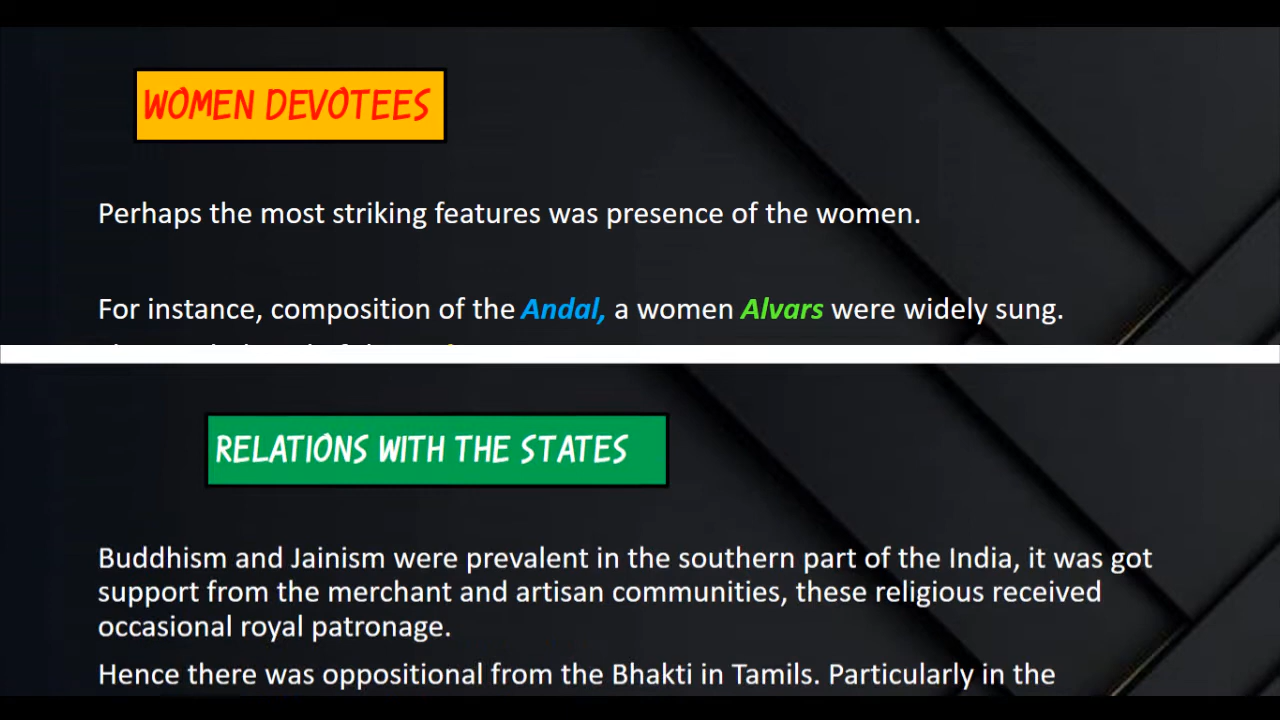 WOMEN DEVOTEES
Perhaps the most striking features was presence of the women.
For instance, composition of the Andal, a women Alvars were widely sung.
RELATIONS WITH THE STATES
Buddhism and Jainism were prevalent in the southern part of the India, it was got
support from the merchant and artisan communities, these religious received
occasional royal patronage.
Hence there was oppositional from the Bhakti in Tamils. Particularly in the